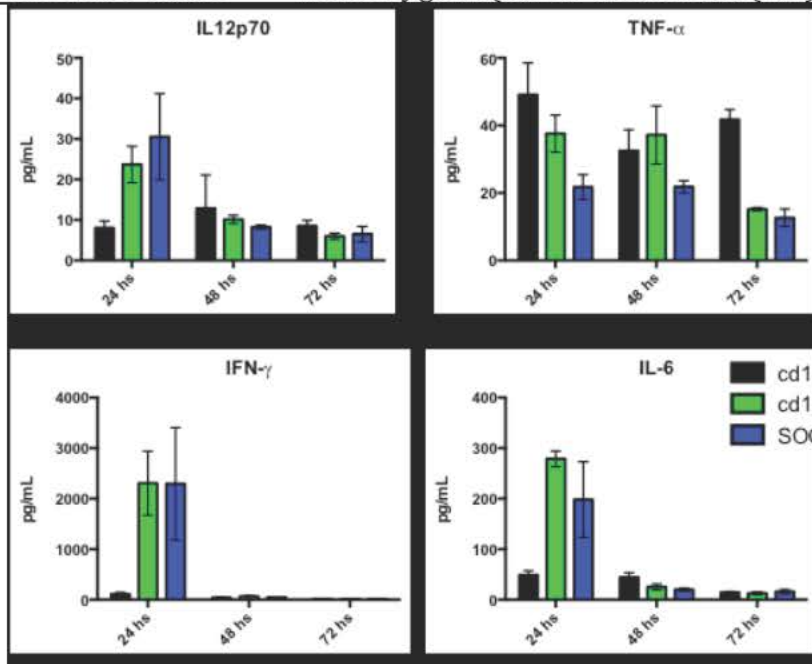 IL12p70
50
40
30
20
10
0
pg/mL
24 hs
48 hs
72 hs
TNF-α
60
40
20
0
pg/mL
24 hs
48 hs
72 hs
IFN-γ
4000
3000
2000
1000
0
pg/mL
24 hs
48 hs
72 hs
IL-6
400
300
200
100
0
pg/mL
24 hs
48 hs
72 hs
cd1
cd1